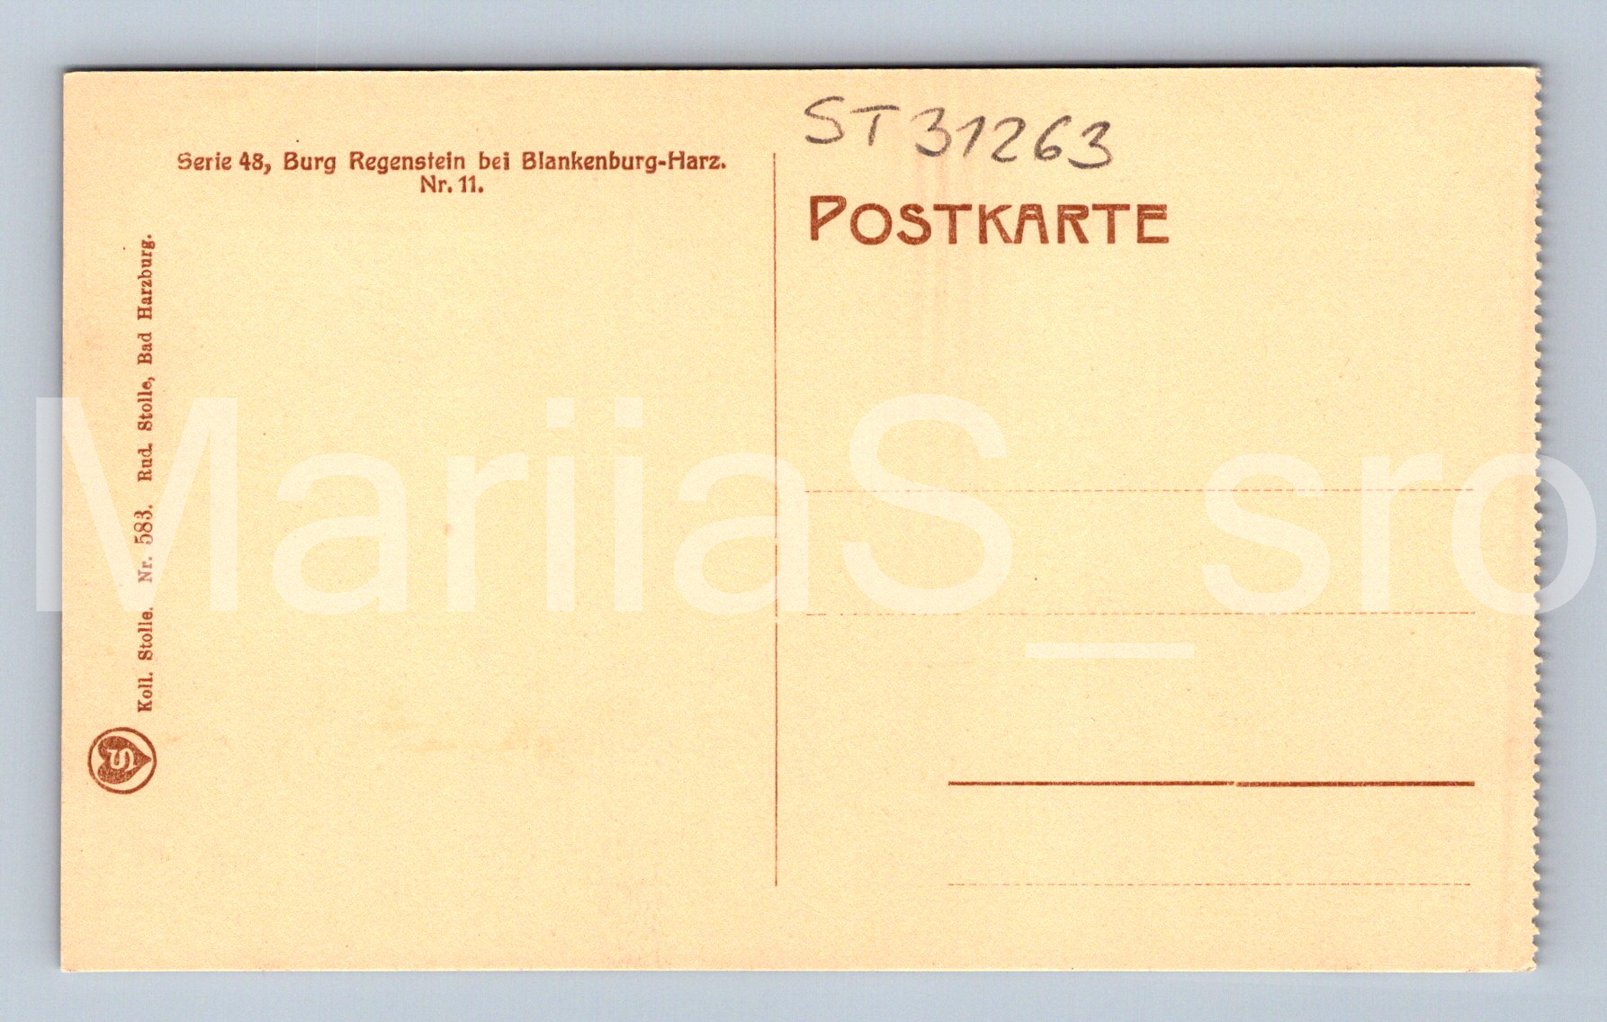 ST 31263
Serie 48, Burg Regenstein bei Blankenburg-Harz.
Nr. 11.
POSTKARTE
Koll. Stolle. Nr. 583. Rud. Stolle, Bad Harzburg.
MariiaS_sro